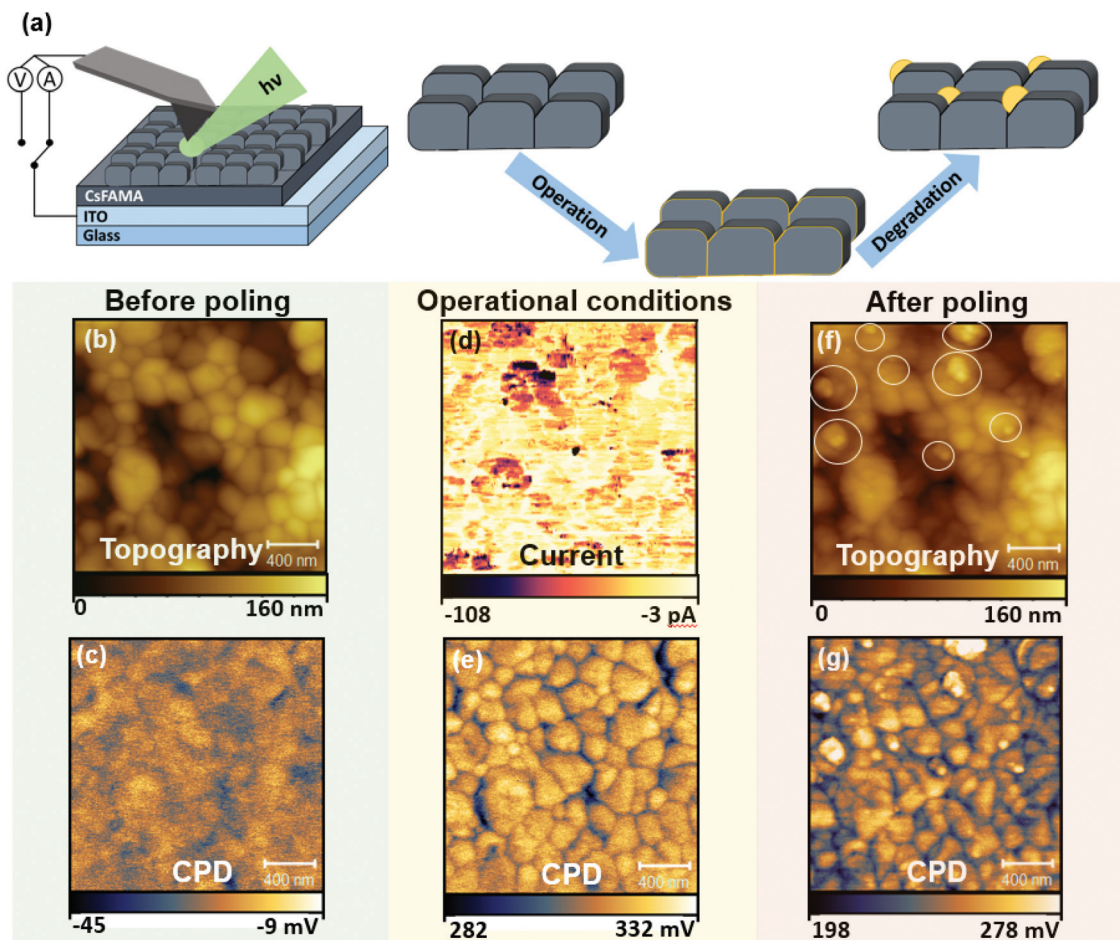 (a)
V
A
hν
CsFAMA
ITO
Glass
Operation
Degradation
Before poling
Operational conditions
After poling
(b)
Topography
400 nm
0
160 nm
(d)
Current
-108
-3 pA
(f)
Topography
400 nm
0
160 nm
(c)
CPD
400 nm
-45
-9 mV
(e)
CPD
400 nm
282
332 mV
(g)
CPD
400 nm
198
278 mV